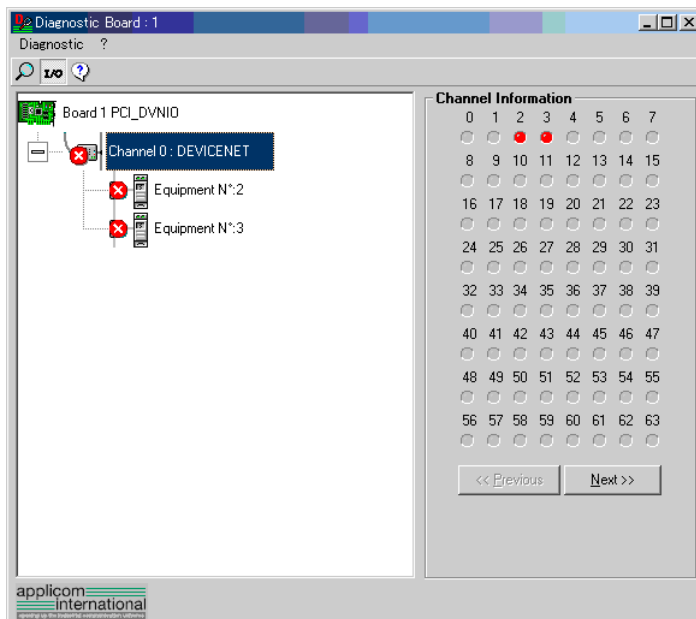 Diagnostic Board : 1
Diagnostic ?
I/O
Board 1 PCI_DVNIO
Channel 0 : DEVICENET
Equipment N°:2
Equipment N°:3
Channel Information
0 1 2 3 4 5 6 7
8 9 10 11 12 13 14 15
16 17 18 19 20 21 22 23
24 25 26 27 28 29 30 31
32 33 34 35 36 37 38 39
40 41 42 43 44 45 46 47
48 49 50 51 52 53 54 55
56 57 58 59 60 61 62 63
<< Previous Next >>
applicom
international